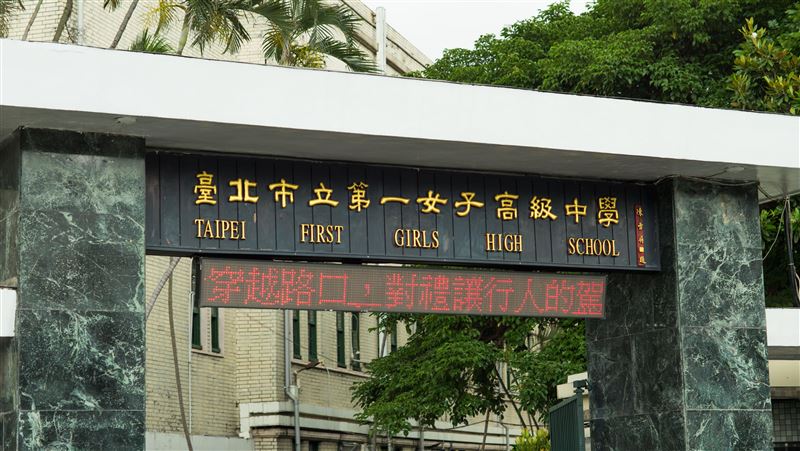 臺北市立第一女子高級中學
TAIPEI FIRST GIRLS HIGH SCHOOL
穿越路口,對禮讓行人的駕